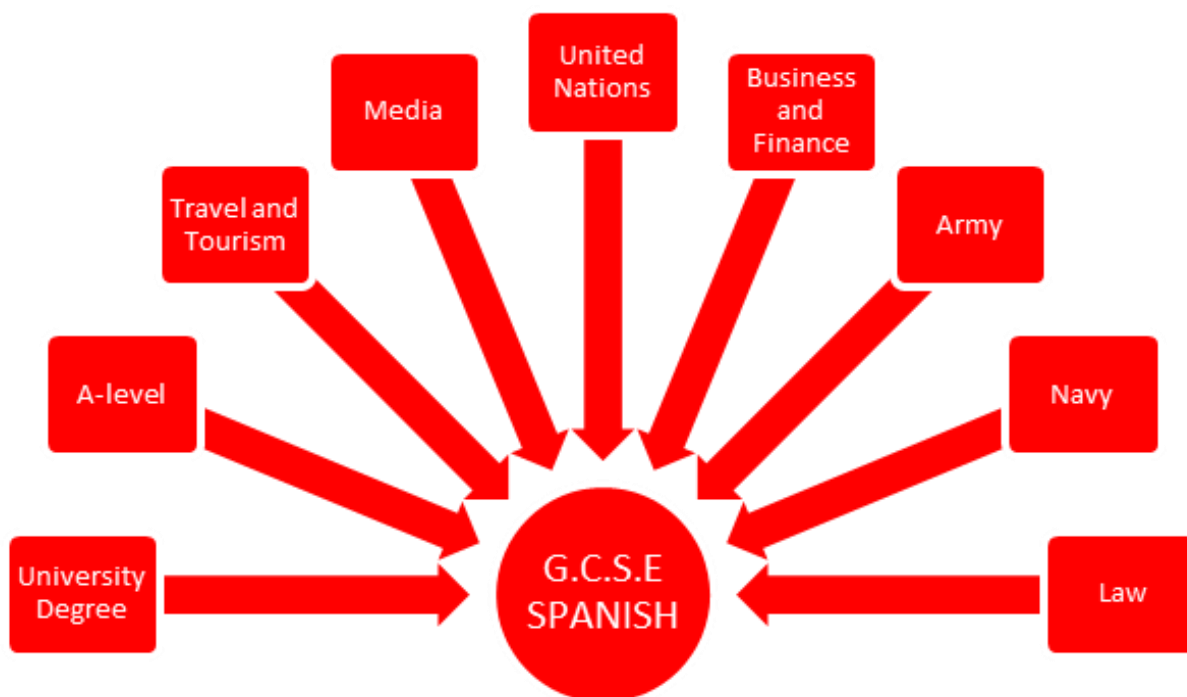 United
Nations
Business
and
Finance
Media
Travel and
Tourism
Army
A-level
Navy
University
Degree
G.C.S.E
SPANISH
Law